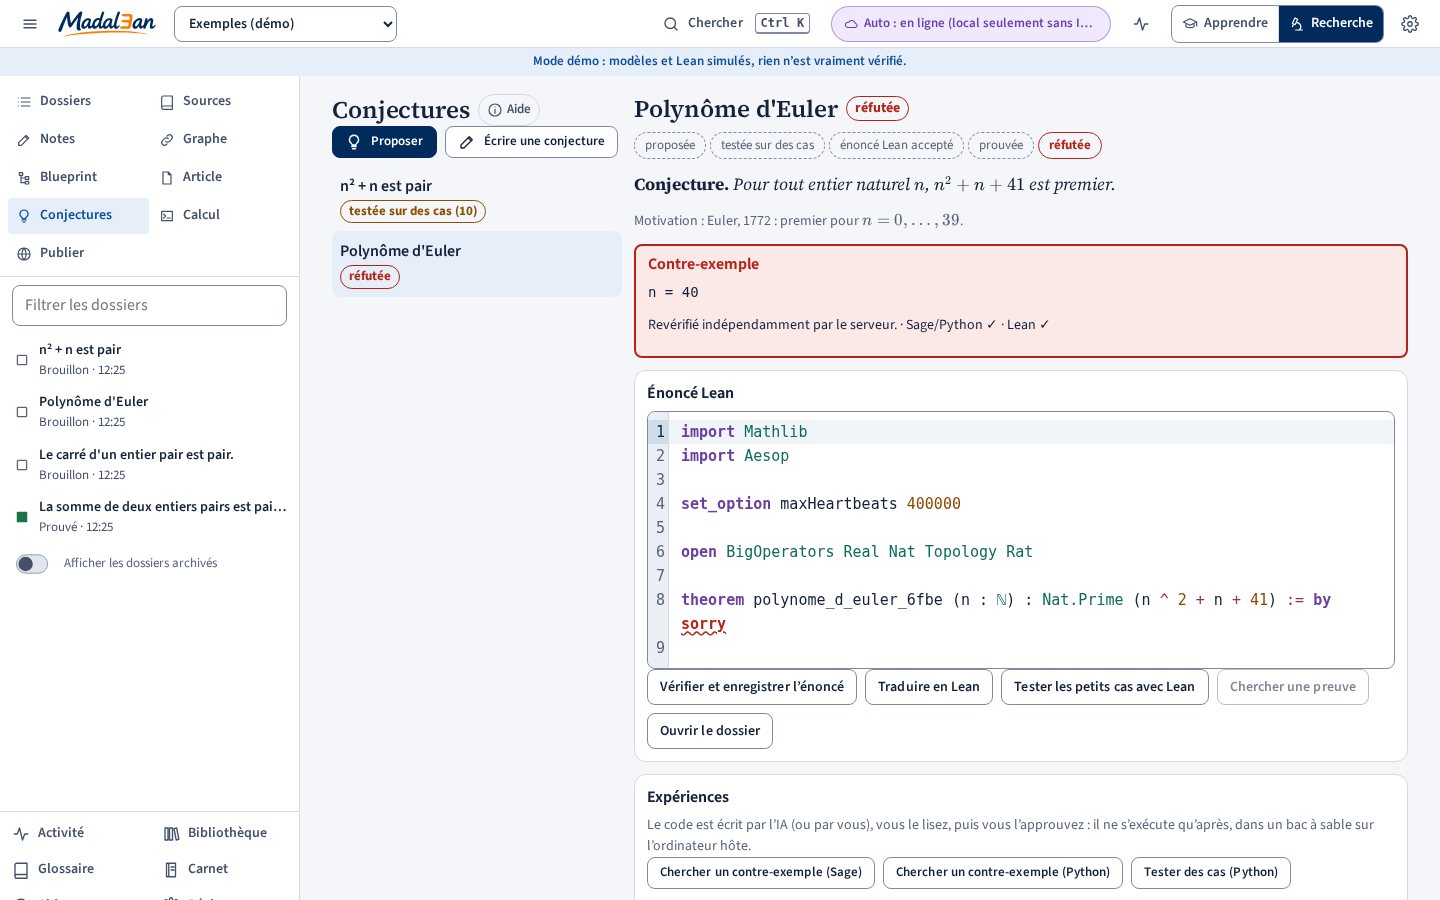 Madal∃an
Exemples (démo)
Chercher
Ctrl K
Auto : en ligne (local seulement sans I…
Apprendre
Recherche
Mode démo : modèles et Lean simulés, rien n’est vraiment vérifié.
Dossiers
Sources
Notes
Graphe
Blueprint
Article
Conjectures
Calcul
Publier
Filtrer les dossiers
n² + n est pair
Brouillon · 12:25
Polynôme d'Euler
Brouillon · 12:25
Le carré d'un entier pair est pair.
Brouillon · 12:25
La somme de deux entiers pairs est pai…
Prouvé · 12:25
Afficher les dossiers archivés
Activité
Bibliothèque
Glossaire
Carnet
Conjectures
Aide
Proposer
Écrire une conjecture
n² + n est pair
testée sur des cas (10)
Polynôme d'Euler
réfutée
Polynôme d'Euler
réfutée
proposée
testée sur des cas
énoncé Lean accepté
prouvée
réfutée
Conjecture. Pour tout entier naturel n, n² + n + 41 est premier.
Motivation : Euler, 1772 : premier pour n = 0, … , 39.
Contre-exemple
n = 40
Revérifié indépendamment par le serveur. · Sage/Python ✓ · Lean ✓
Énoncé Lean
1 import Mathlib
2 import Aesop
3
4 set_option maxHeartbeats 400000
5
6 open BigOperators Real Nat Topology Rat
7
8 theorem polynome_d_euler_6fbe (n : ℕ) : Nat.Prime (n ^ 2 + n + 41) := by
sorry
9
Vérifier et enregistrer l’énoncé
Traduire en Lean
Tester les petits cas avec Lean
Chercher une preuve
Ouvrir le dossier
Expériences
Le code est écrit par l’IA (ou par vous), vous le lisez, puis vous l’approuvez : il ne s’exécute qu’après, dans un bac à sable sur
l’ordinateur hôte.
Chercher un contre-exemple (Sage)
Chercher un contre-exemple (Python)
Tester des cas (Python)